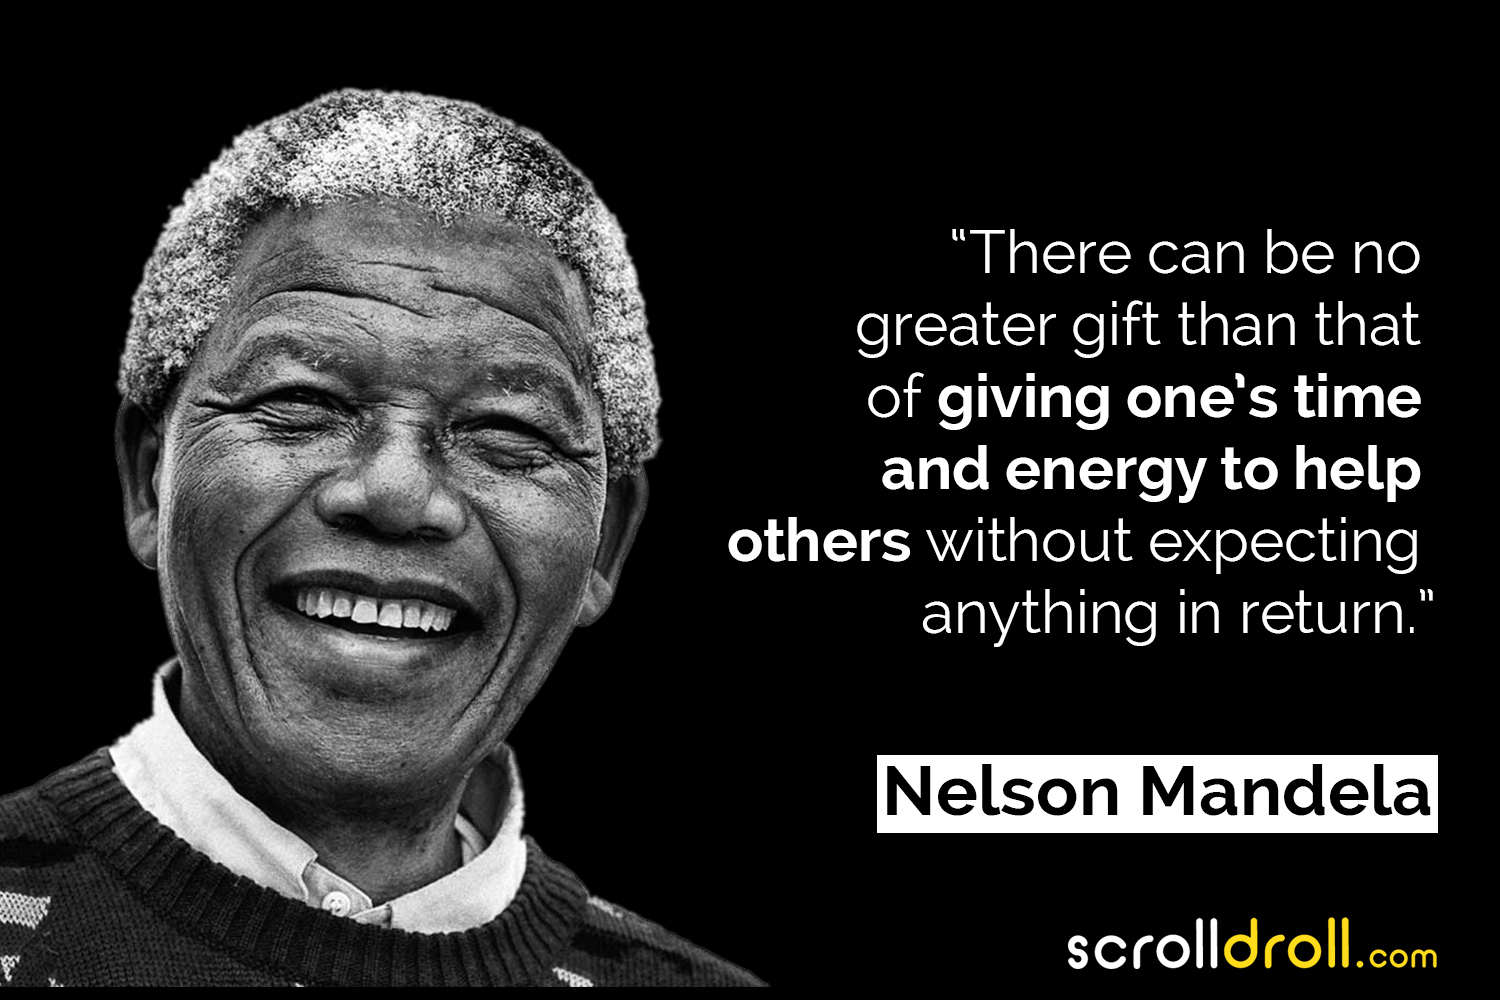 “There can be no
greater gift than that
of giving one’s time
and energy to help
others without expecting
anything in return.”
Nelson Mandela
scrolldroll.com